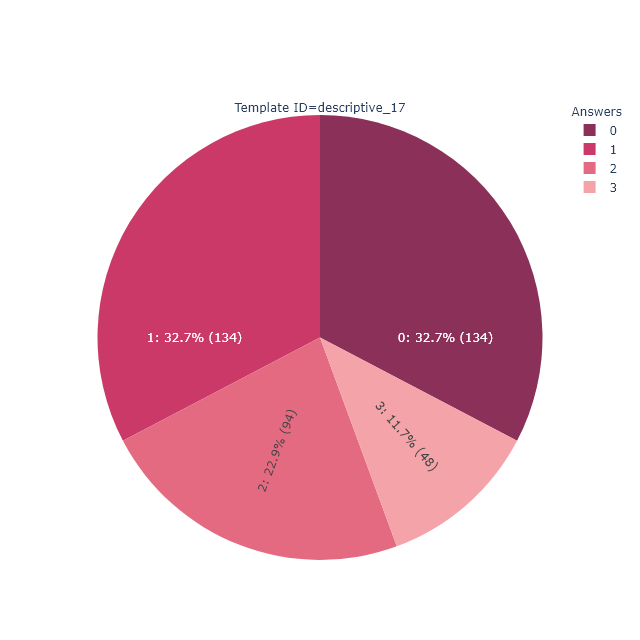 Template ID=descriptive_17
Answers
0
1
2
3
1: 32.7% (134)
0: 32.7% (134)
2: 22.9% (94)
3: 11.7% (48)